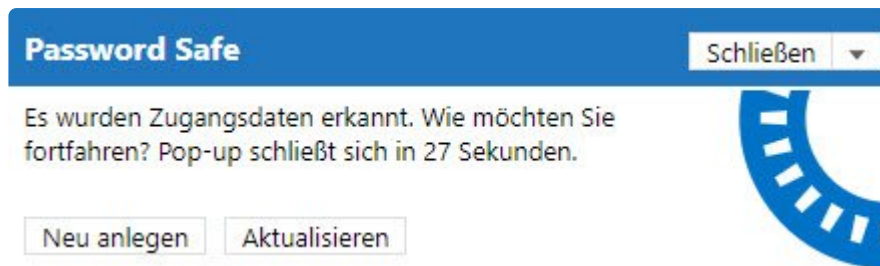 Password Safe
Schließen
Es wurden Zugangsdaten erkannt. Wie möchten Sie
fortfahren? Pop-up schließt sich in 27 Sekunden.
Neu anlegen
Aktualisieren